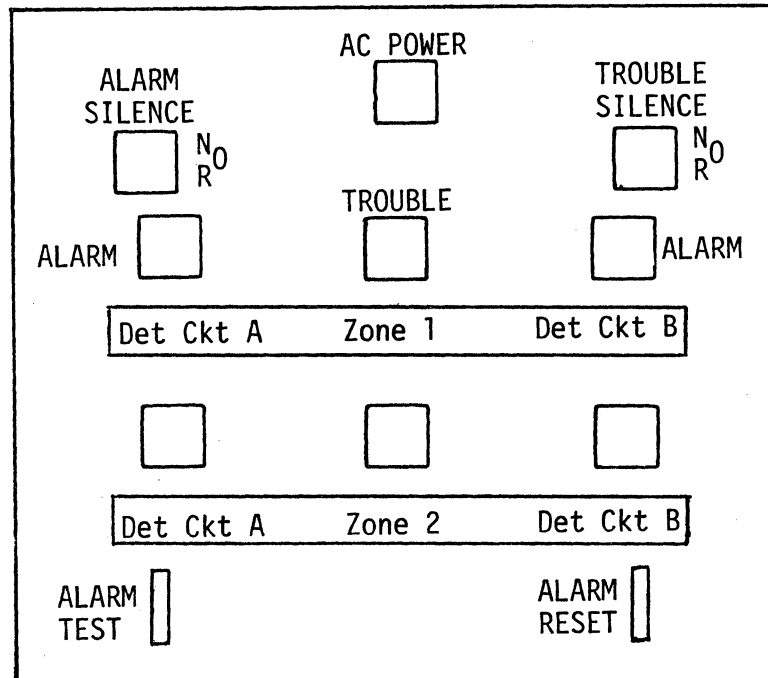 AC POWER
ALARM
SILENCE
N
O
R
TROUBLE
SILENCE
N
O
R
TROUBLE
ALARM
ALARM
Det Ckt A Zone 1 Det Ckt B
Det Ckt A Zone 2 Det Ckt B
ALARM
TEST
ALARM
RESET